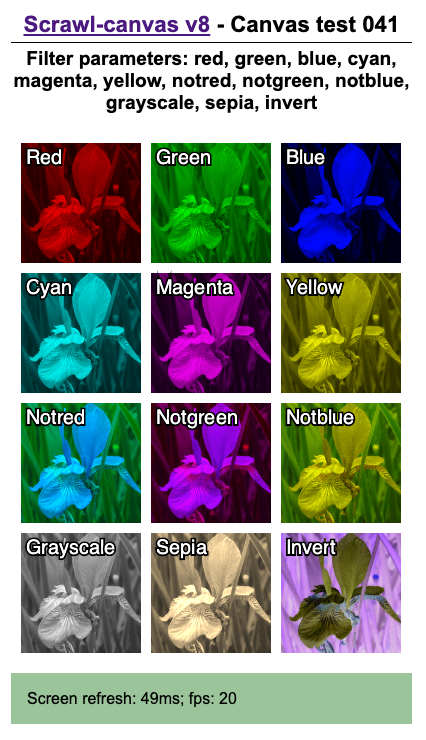 Scrawl-canvas v8 - Canvas test 041
Filter parameters: red, green, blue, cyan,
magenta, yellow, notred, notgreen, notblue,
grayscale, sepia, invert
Red Green Blue
Cyan Magenta Yellow
Notred Notgreen Notblue
Grayscale Sepia Invert
Screen refresh: 49ms; fps: 20